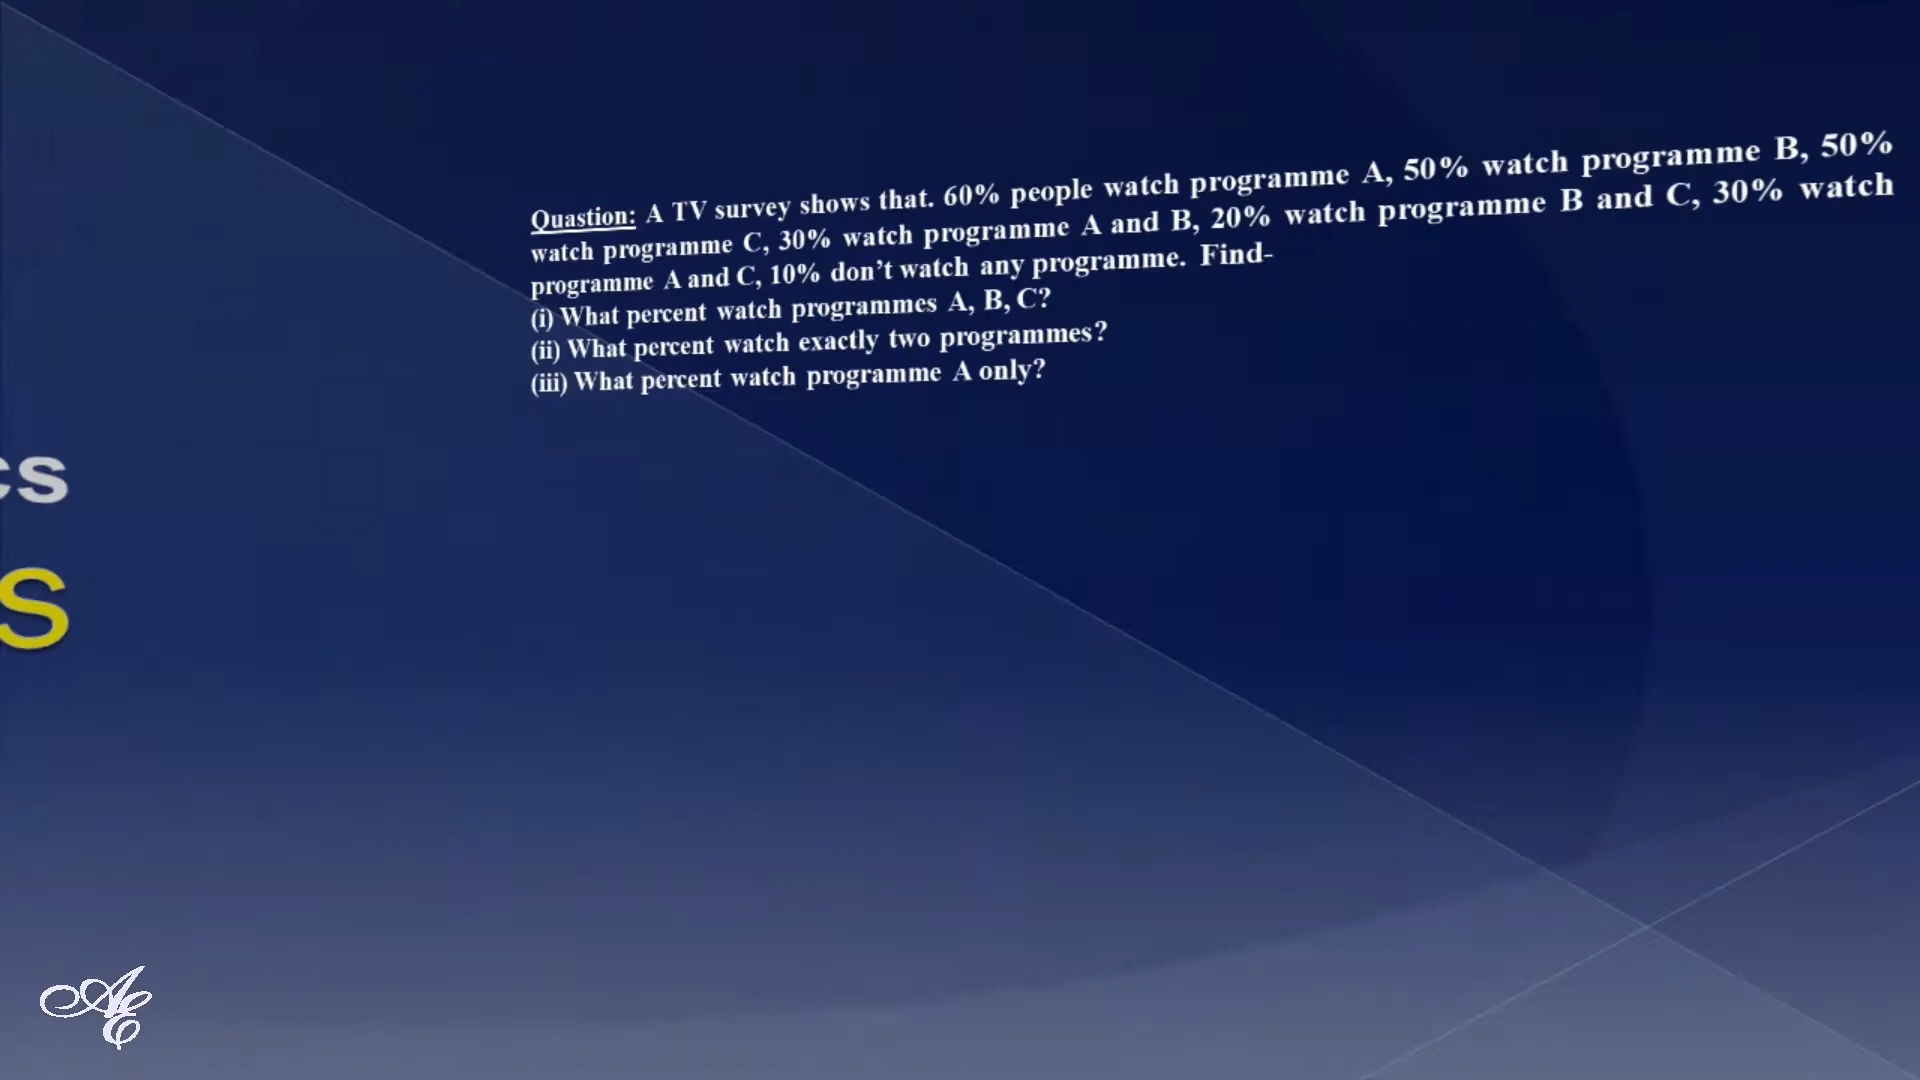 Quastion: A TV survey shows that. 60% people watch programme A, 50% watch programme B, 50%
watch programme C, 30% watch programme A and B, 20% watch programme B and C, 30% watch
programme A and C, 10% don’t watch any programme. Find-
(i) What percent watch programmes A, B, C?
(ii) What percent watch exactly two programmes?
(iii) What percent watch programme A only?
cs
S
AE